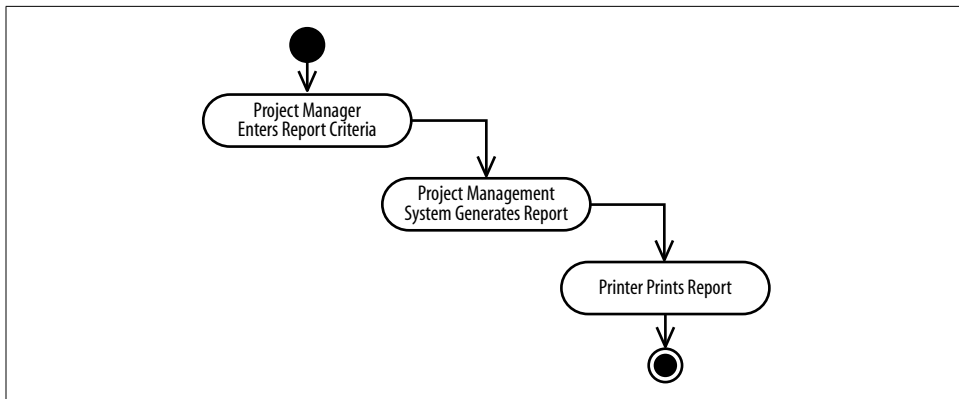 Project Manager
Enters Report Criteria
Project Management
System Generates Report
Printer Prints Report